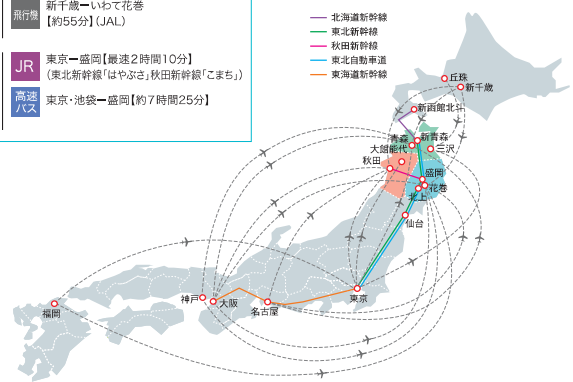 飛行機
新千歳ーいわて花巻
【約55分】（JAL）
JR
東京ー盛岡【最速2時間10分】
（東北新幹線「はやぶさ」秋田新幹線「こまち」）
高速
バス
東京・池袋ー盛岡【約7時間25分】
北海道新幹線
東北新幹線
秋田新幹線
東北自動車道
東海道新幹線
丘珠
新千歳
新函館北斗
青森
新青森
大館能代
三沢
秋田
盛岡
花巻
北上
仙台
東京
神戸
大阪
名古屋
福岡